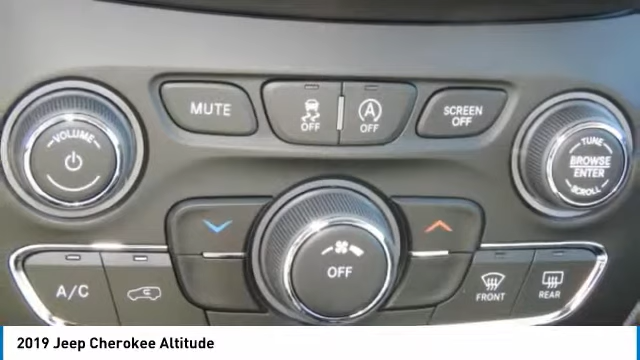 MUTE
OFF
A
OFF
SCREEN
OFF
VOLUME
TUNE
BROWSE
ENTER
SCROLL
OFF
A/C
FRONT
REAR
2019 Jeep Cherokee Altitude